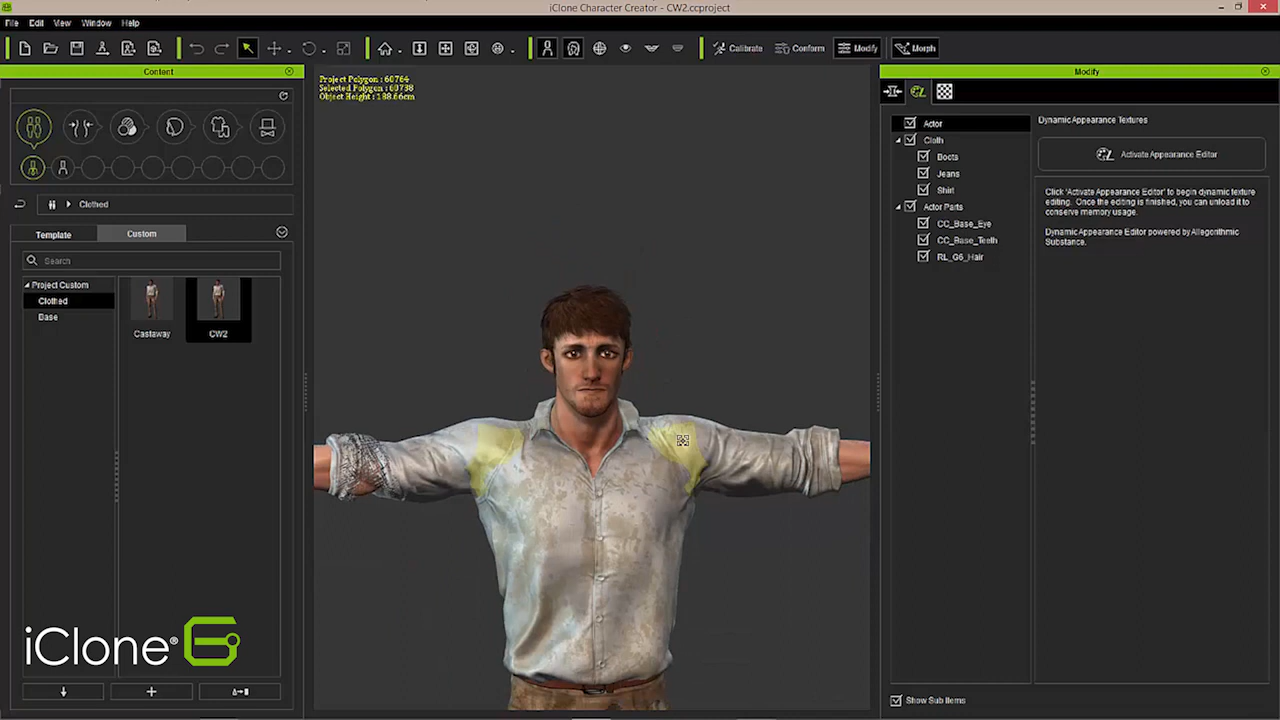 iClone Character Creator - CW2.ccproject
File Edit View Window Help
Calibrate Conform Modify Morph
Content
Modify
Project Polygon : 60764
Selected Polygon : 60738
Object Height : 188.66cm
Clothed
Template Custom
Search
Project Custom
Clothed
Base
Castaway CW2
Actor
Cloth
Boots
Jeans
Shirt
Actor Parts
CC_Base_Eye
CC_Base_Teeth
RL_G6_Hair
Dynamic Appearance Textures
Activate Appearance Editor
Click 'Activate Appearance Editor' to begin dynamic texture
editing. Once the editing is finished, you can unload it to
conserve memory usage.
Dynamic Appearance Editor powered by Allegorithmic
Substance.
iClone® 6
Show Sub Items